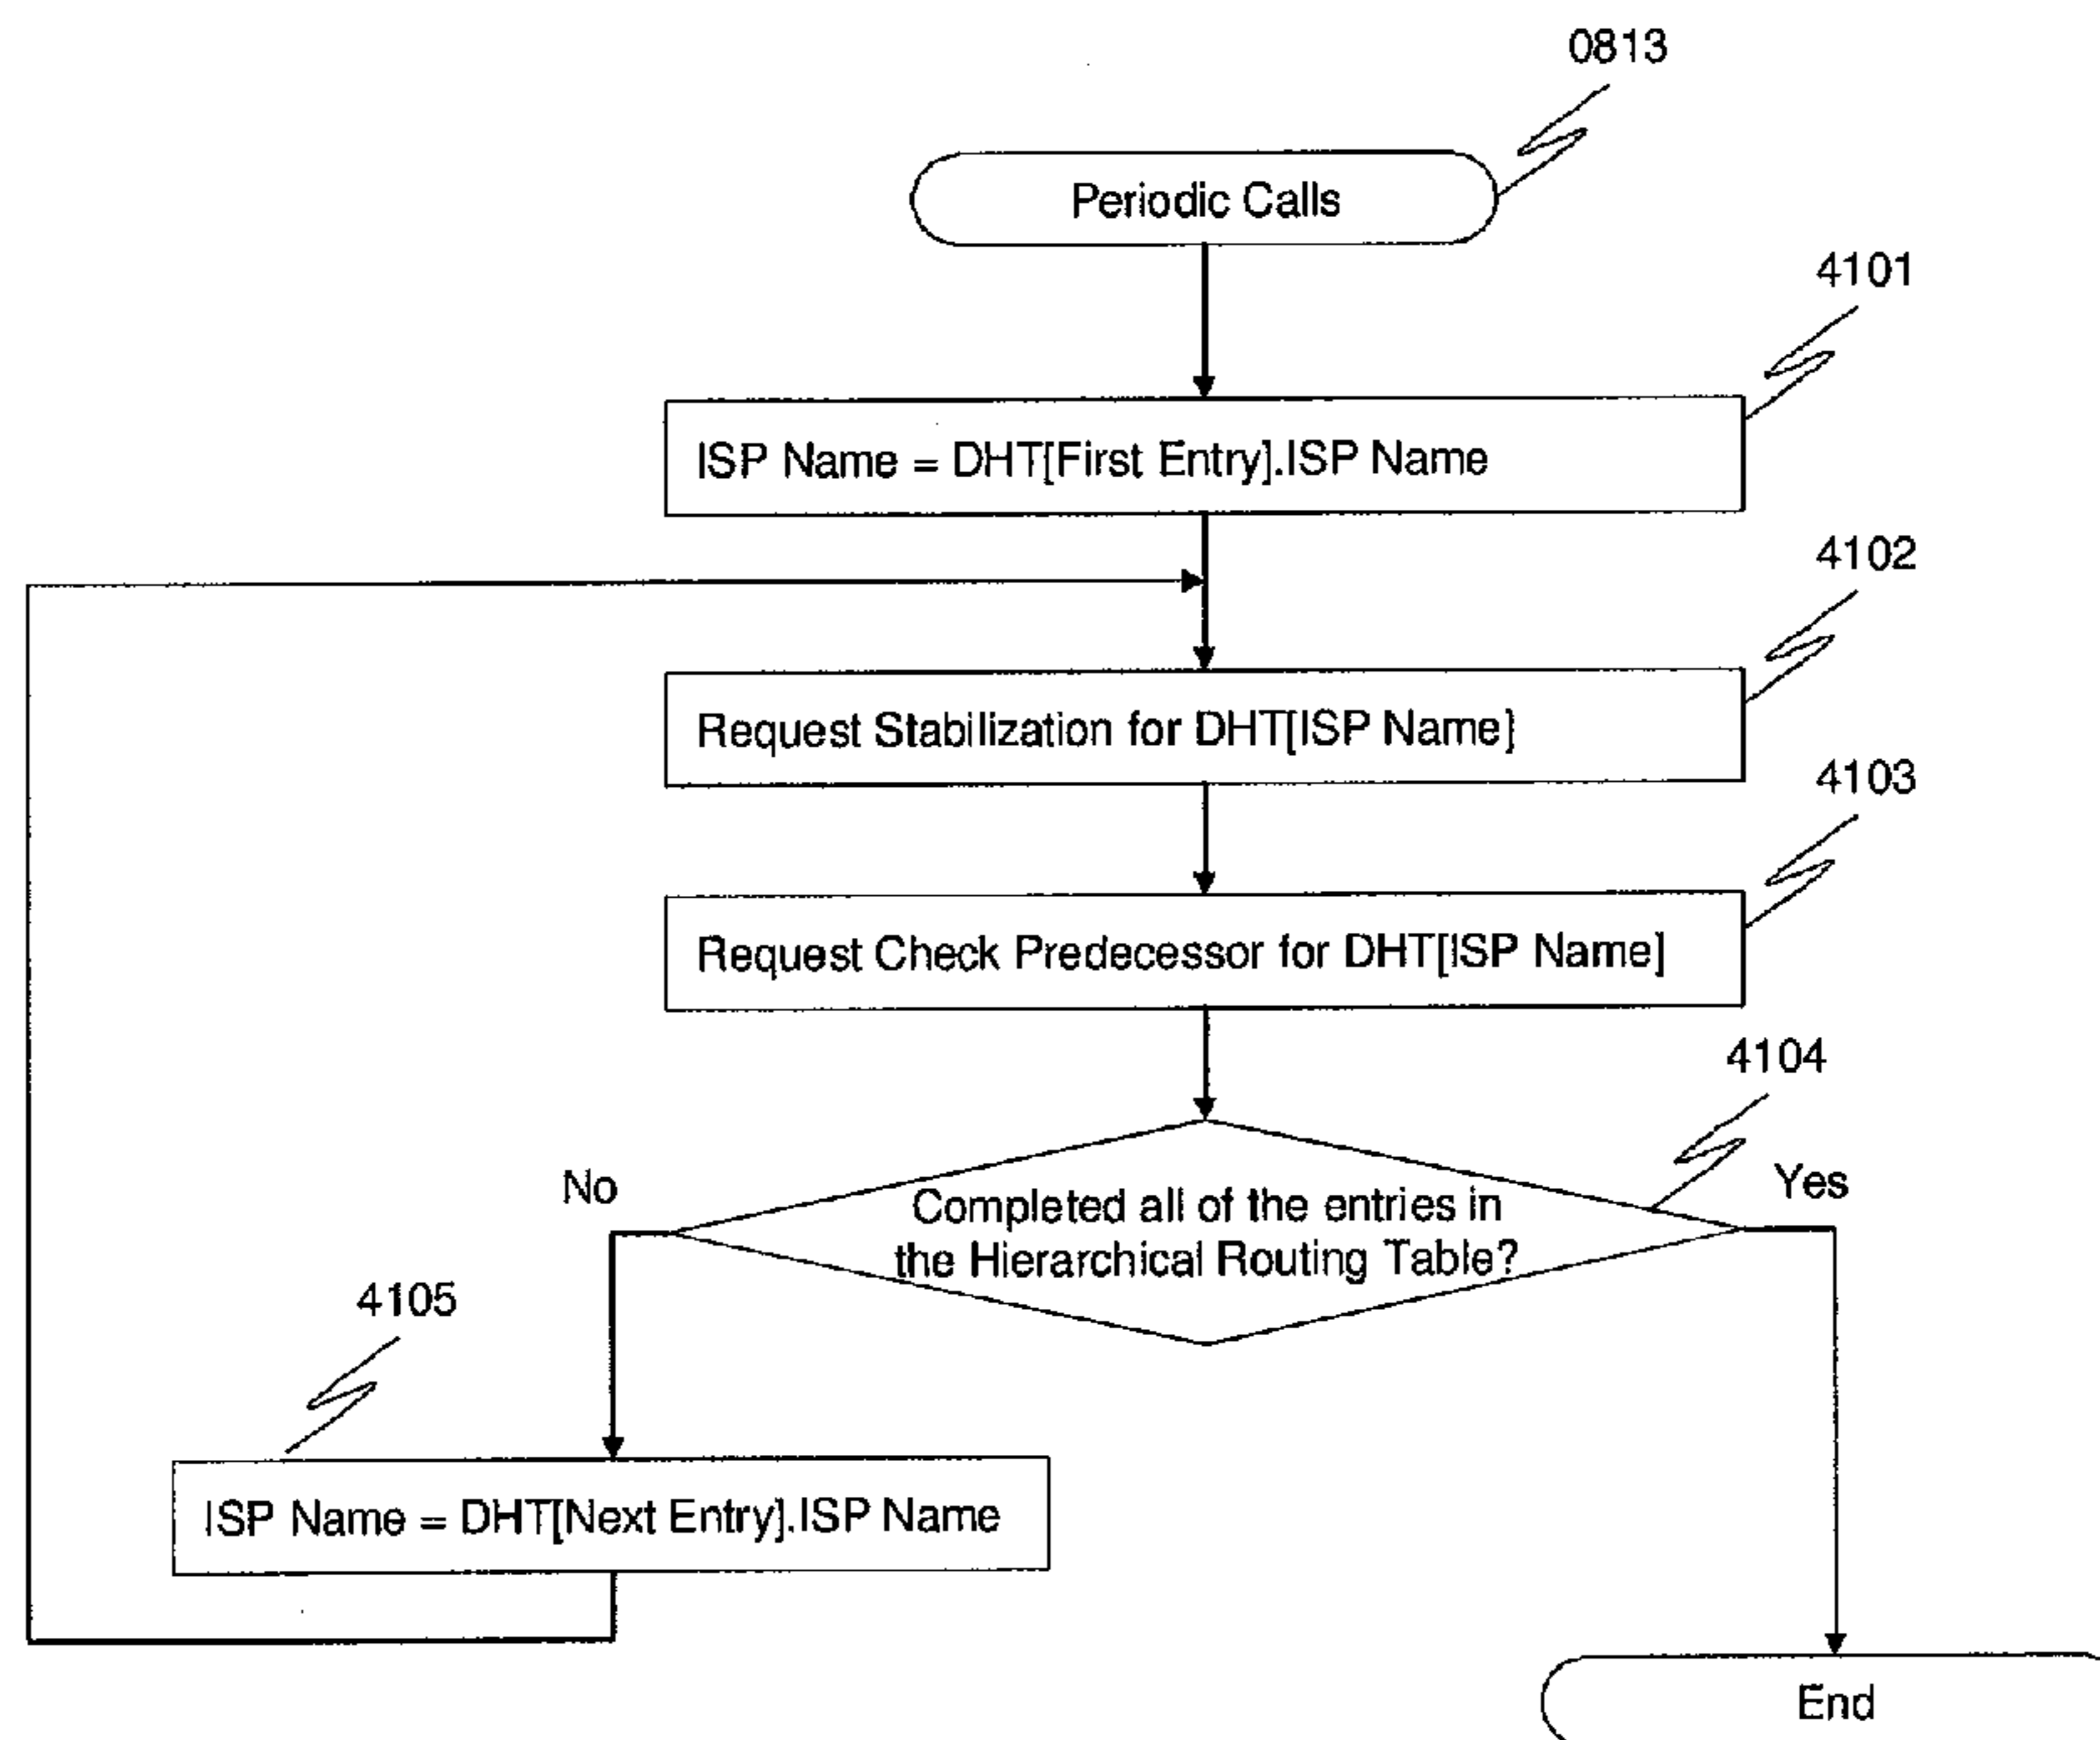 0813
Periodic Calls
4101
ISP Name = DHT[First Entry].ISP Name
4102
Request Stabilization for DHT[ISP Name]
4103
Request Check Predecessor for DHT[ISP Name]
4104
No
Yes
Completed all of the entries in
the Hierarchical Routing Table?
4105
ISP Name = DHT[Next Entry].ISP Name
End